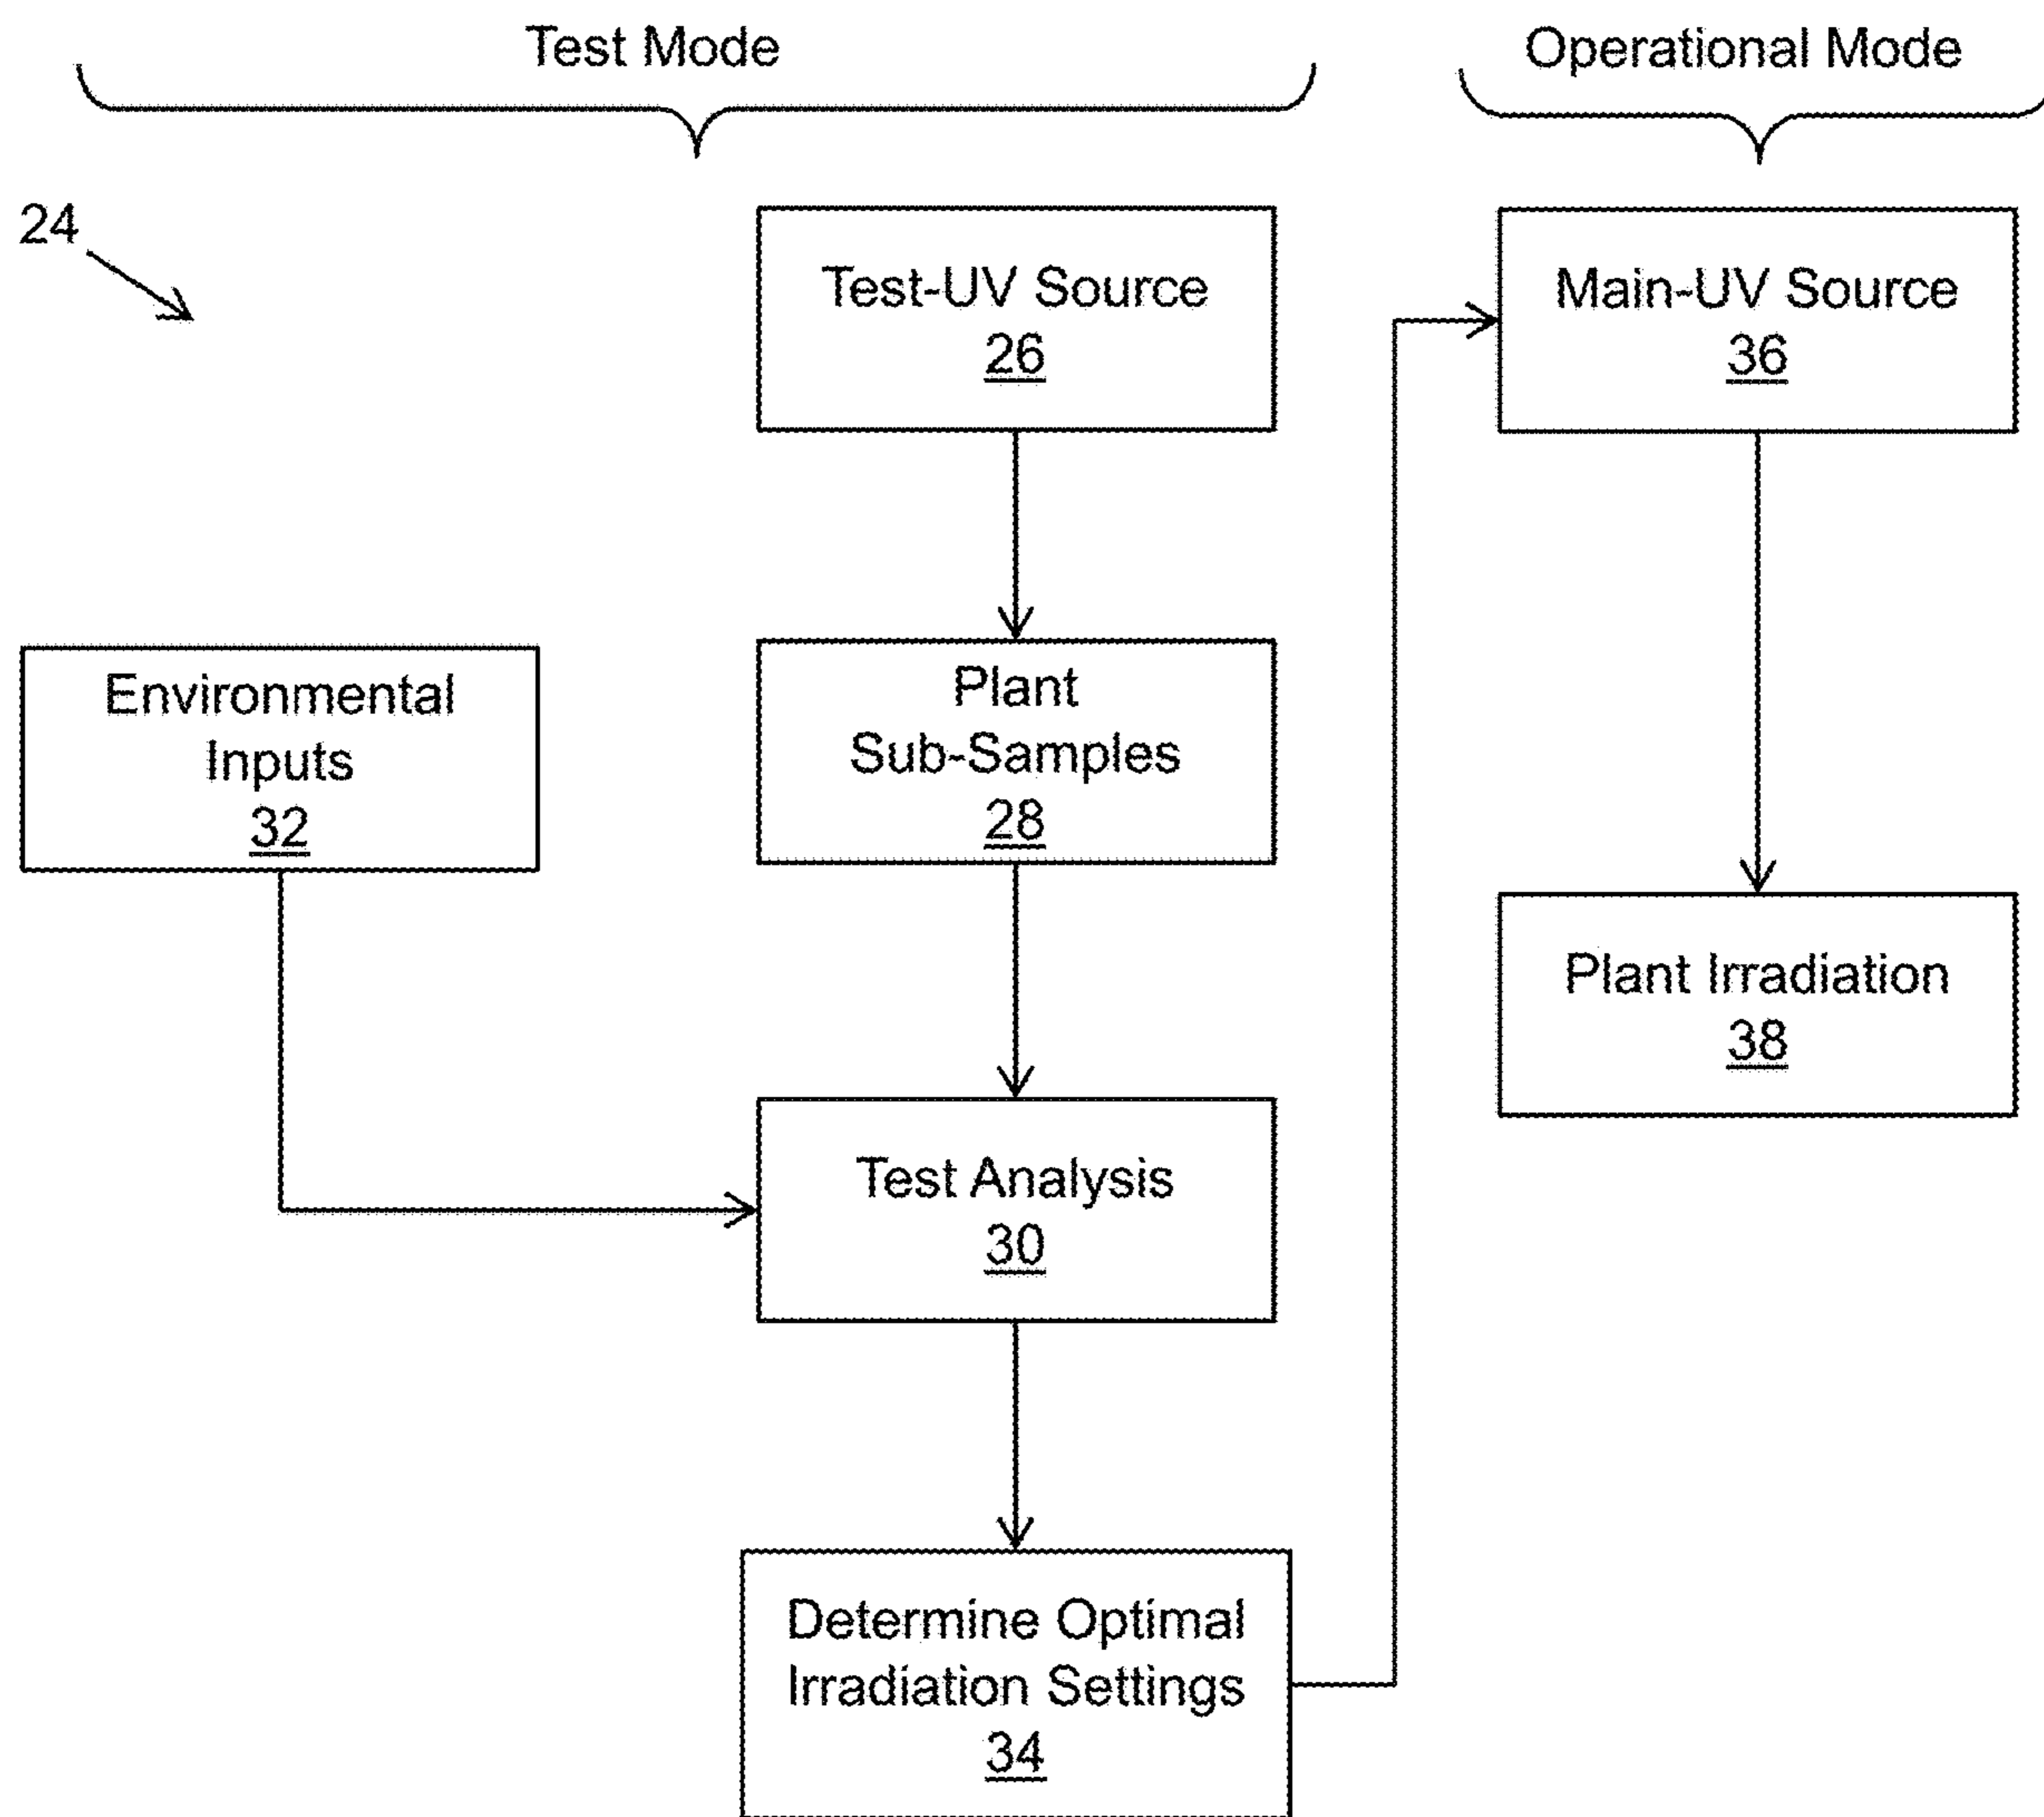 Test Mode
Operational Mode
24
Test-UV Source
26
Main-UV Source
36
Environmental
Inputs
32
Plant
Sub-Samples
28
Plant Irradiation
38
Test Analysis
30
Determine Optimal
Irradiation Settings
34